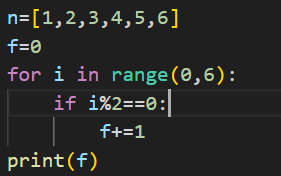 n=[1,2,3,4,5,6]
f=0
for i in range(0,6):
    if i%2==0:
        f+=1
print(f)